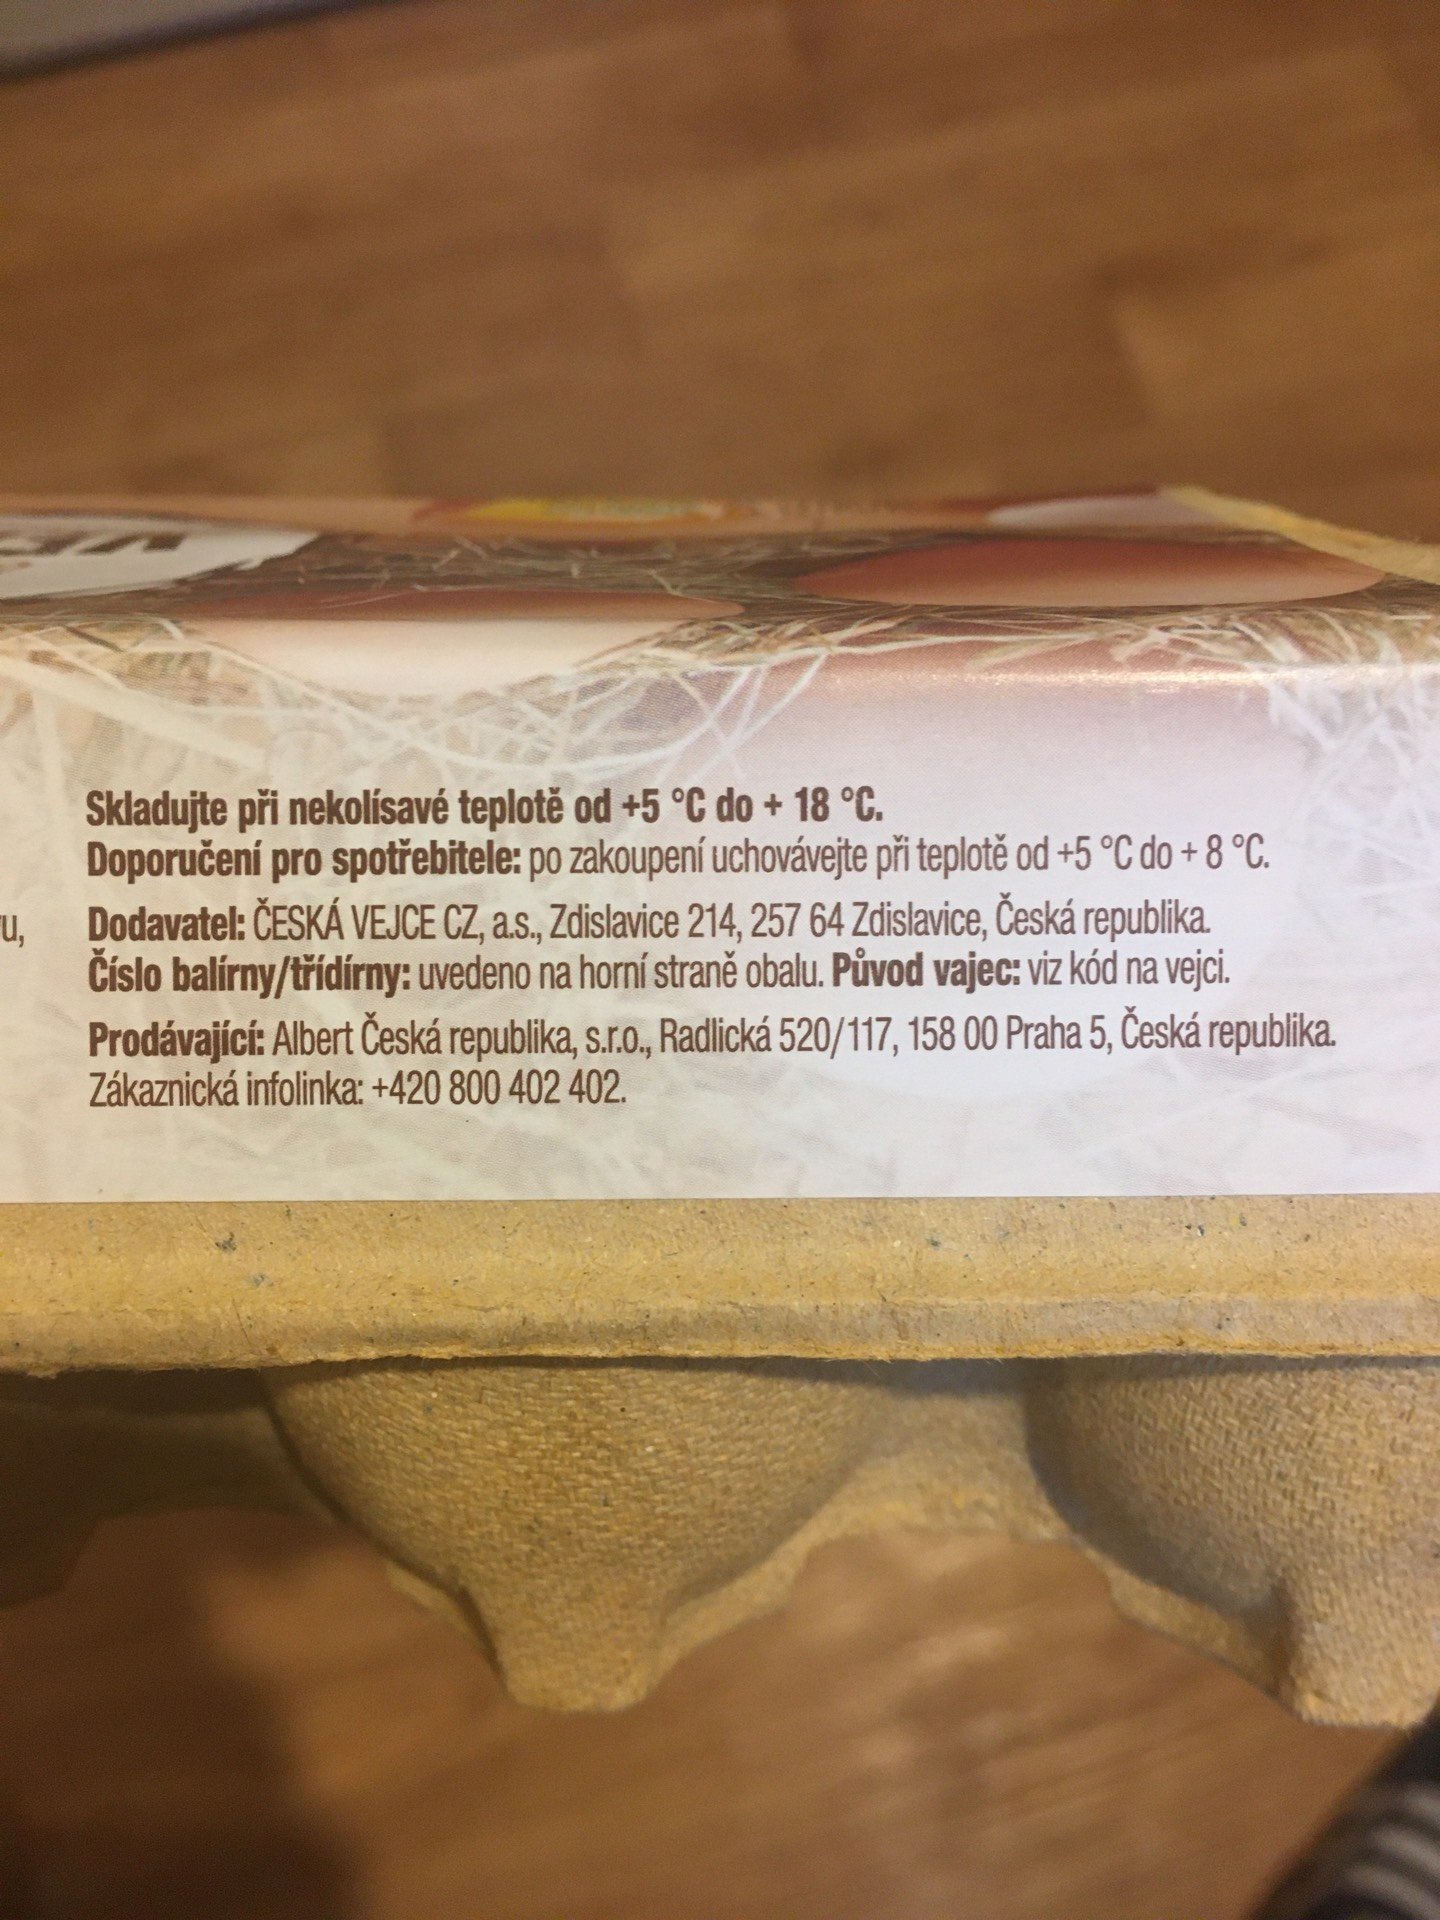 Skladujte při nekolísavé teplotě od +5 °C do + 18 °C.
Doporučení pro spotřebitele: po zakoupení uchovávejte při teplotě od +5 °C do + 8 °C.
Dodavatel: ČESKÁ VEJCE CZ, a.s., Zdislavice 214, 257 64 Zdislavice, Česká republika.
Číslo balírny/třídírny: uvedeno na horní straně obalu. Původ vajec: viz kód na vejci.
Prodávající: Albert Česká republika, s.r.o., Radlická 520/117, 158 00 Praha 5, Česká republika.
Zákaznická infolinka: +420 800 402 402.